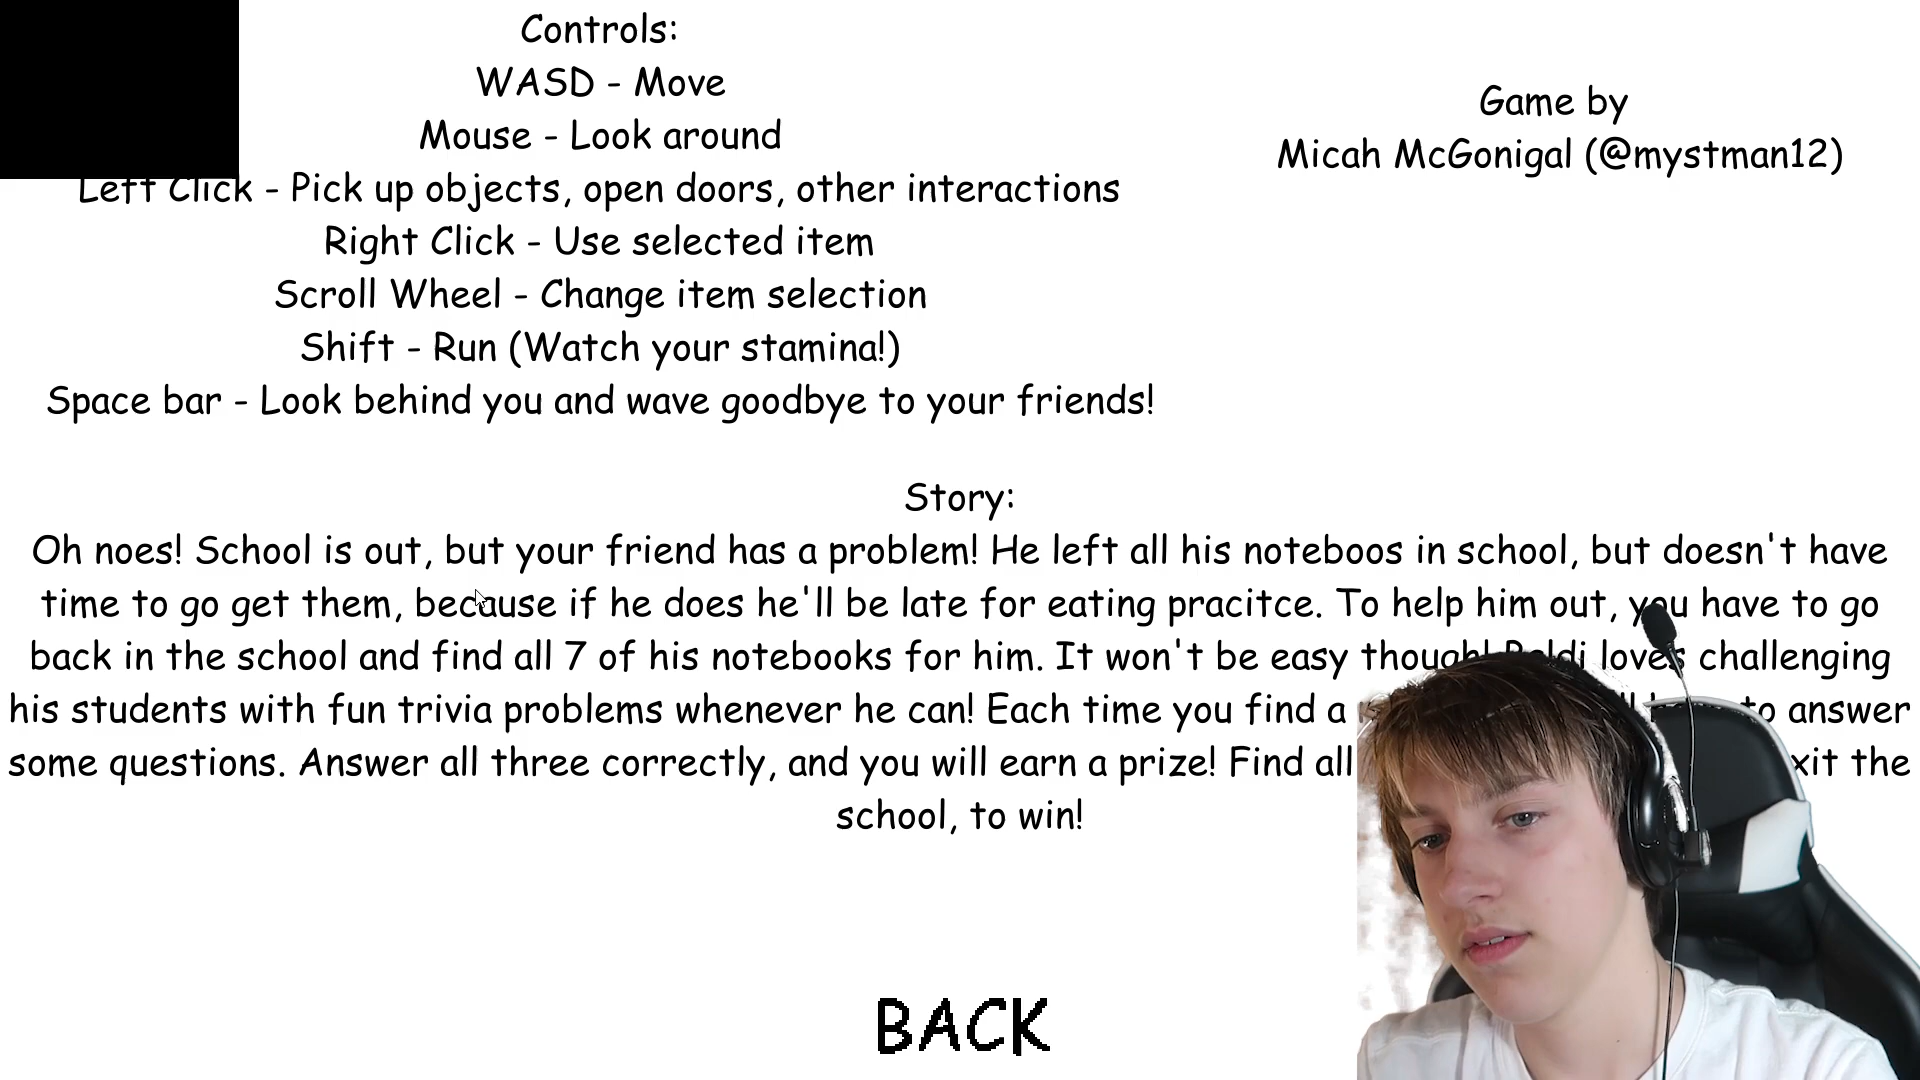 Controls:
WASD - Move
Mouse - Look around
Left Click - Pick up objects, open doors, other interactions
Right Click - Use selected item
Scroll Wheel - Change item selection
Shift - Run (Watch your stamina!)
Space bar - Look behind you and wave goodbye to your friends!
Game by
Micah McGonigal (@mystman12)
Story:
Oh noes! School is out, but your friend has a problem! He left all his noteboos in school, but doesn't have
time to go get them, because if he does he'll be late for eating pracitce. To help him out, you have to go
back in the school and find all 7 of his notebooks for him. It won't be easy though! Baldi loves challenging
his students with fun trivia problems whenever he can! Each time you find a to answer
some questions. Answer all three correctly, and you will earn a prize! Find all the
school, to win!
BACK